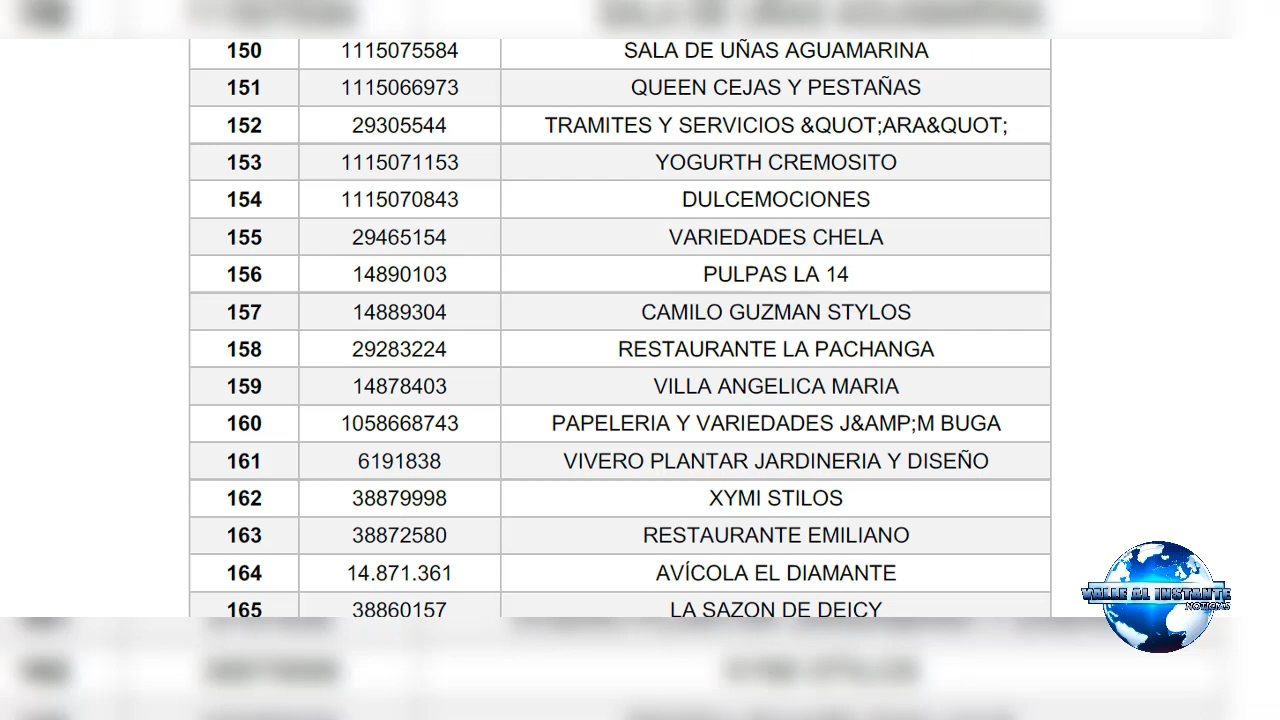 150 1115075584 SALA DE UÑAS AGUAMARINA
151 1115066973 QUEEN CEJAS Y PESTAÑAS
152 29305544 TRAMITES Y SERVICIOS &QUOT;ARA&QUOT;
153 1115071153 YOGURTH CREMOSITO
154 1115070843 DULCEMOCIONES
155 29465154 VARIEDADES CHELA
156 14890103 PULPAS LA 14
157 14889304 CAMILO GUZMAN STYLOS
158 29283224 RESTAURANTE LA PACHANGA
159 14878403 VILLA ANGELICA MARIA
160 1058668743 PAPELERIA Y VARIEDADES J&AMP;M BUGA
161 6191838 VIVERO PLANTAR JARDINERIA Y DISEÑO
162 38879998 XYMI STILOS
163 38872580 RESTAURANTE EMILIANO
164 14.871.361 AVÍCOLA EL DIAMANTE
165 38860157 LA SAZON DE DEICY
VALLE AL INSTANTE
NOTICIAS